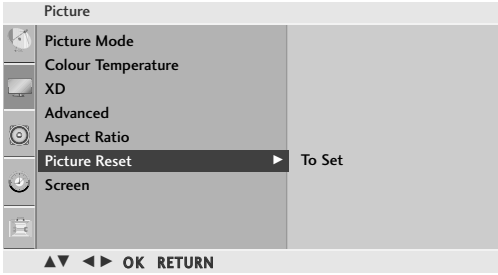 Picture
Picture Mode
Colour Temperature
XD
Advanced
Aspect Ratio
Picture Reset ► To Set
Screen
▲▼ ◄► OK RETURN